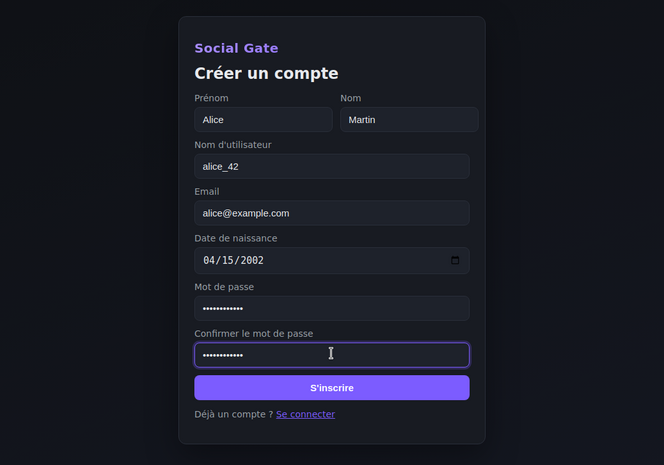 Social Gate
Créer un compte
Prénom Nom
Alice Martin
Nom d'utilisateur
alice_42
Email
alice@example.com
Date de naissance
04/15/2002
Mot de passe
••••••••••••
Confirmer le mot de passe
••••••••••••
S'inscrire
Déjà un compte ? Se connecter